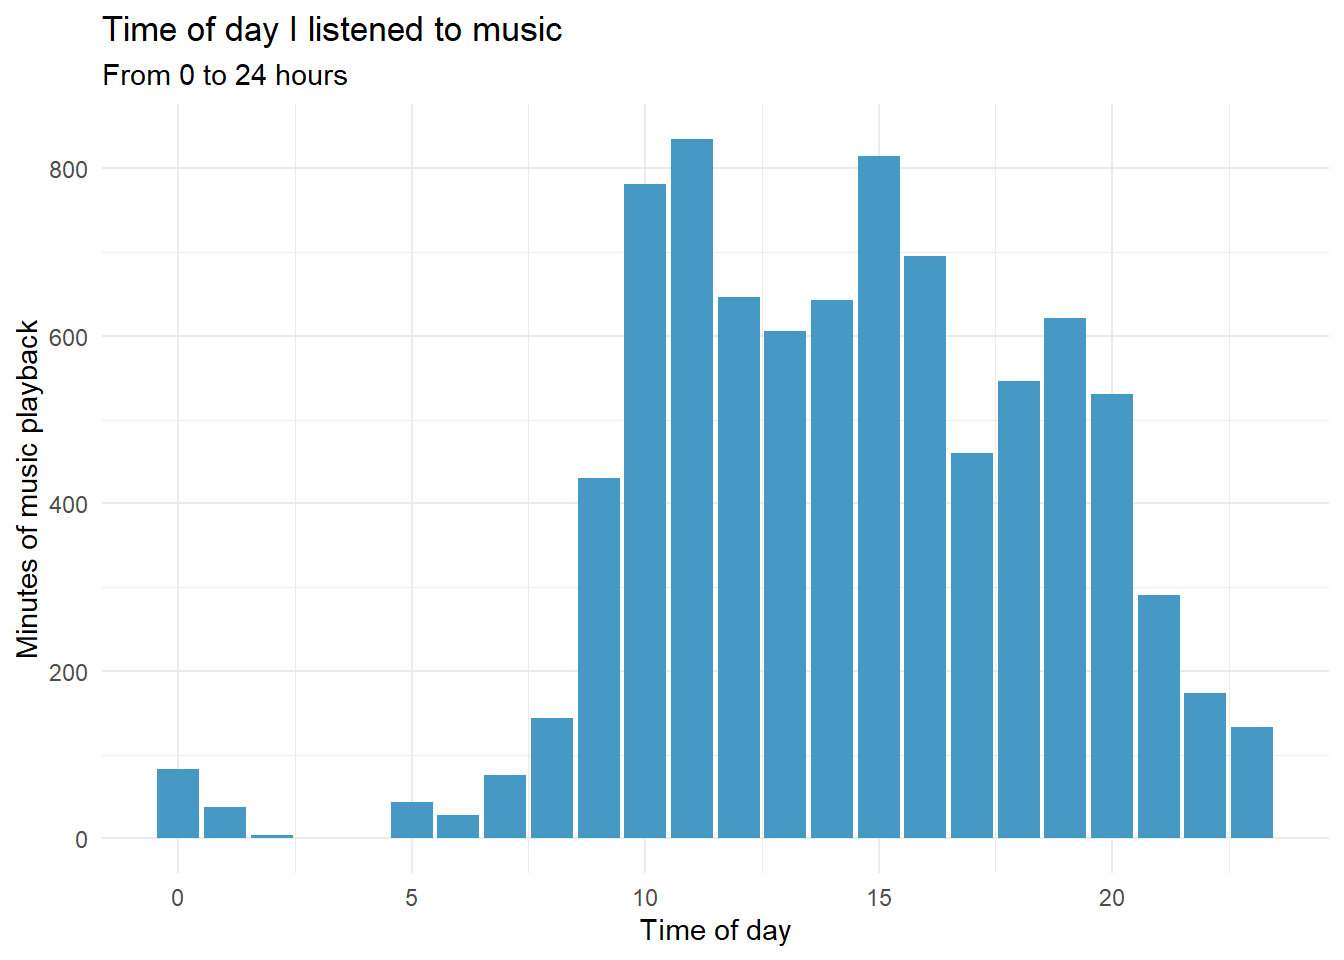 Time of day I listened to music
From 0 to 24 hours
Minutes of music playback
800
600
400
200
0
0 5 10 15 20
Time of day